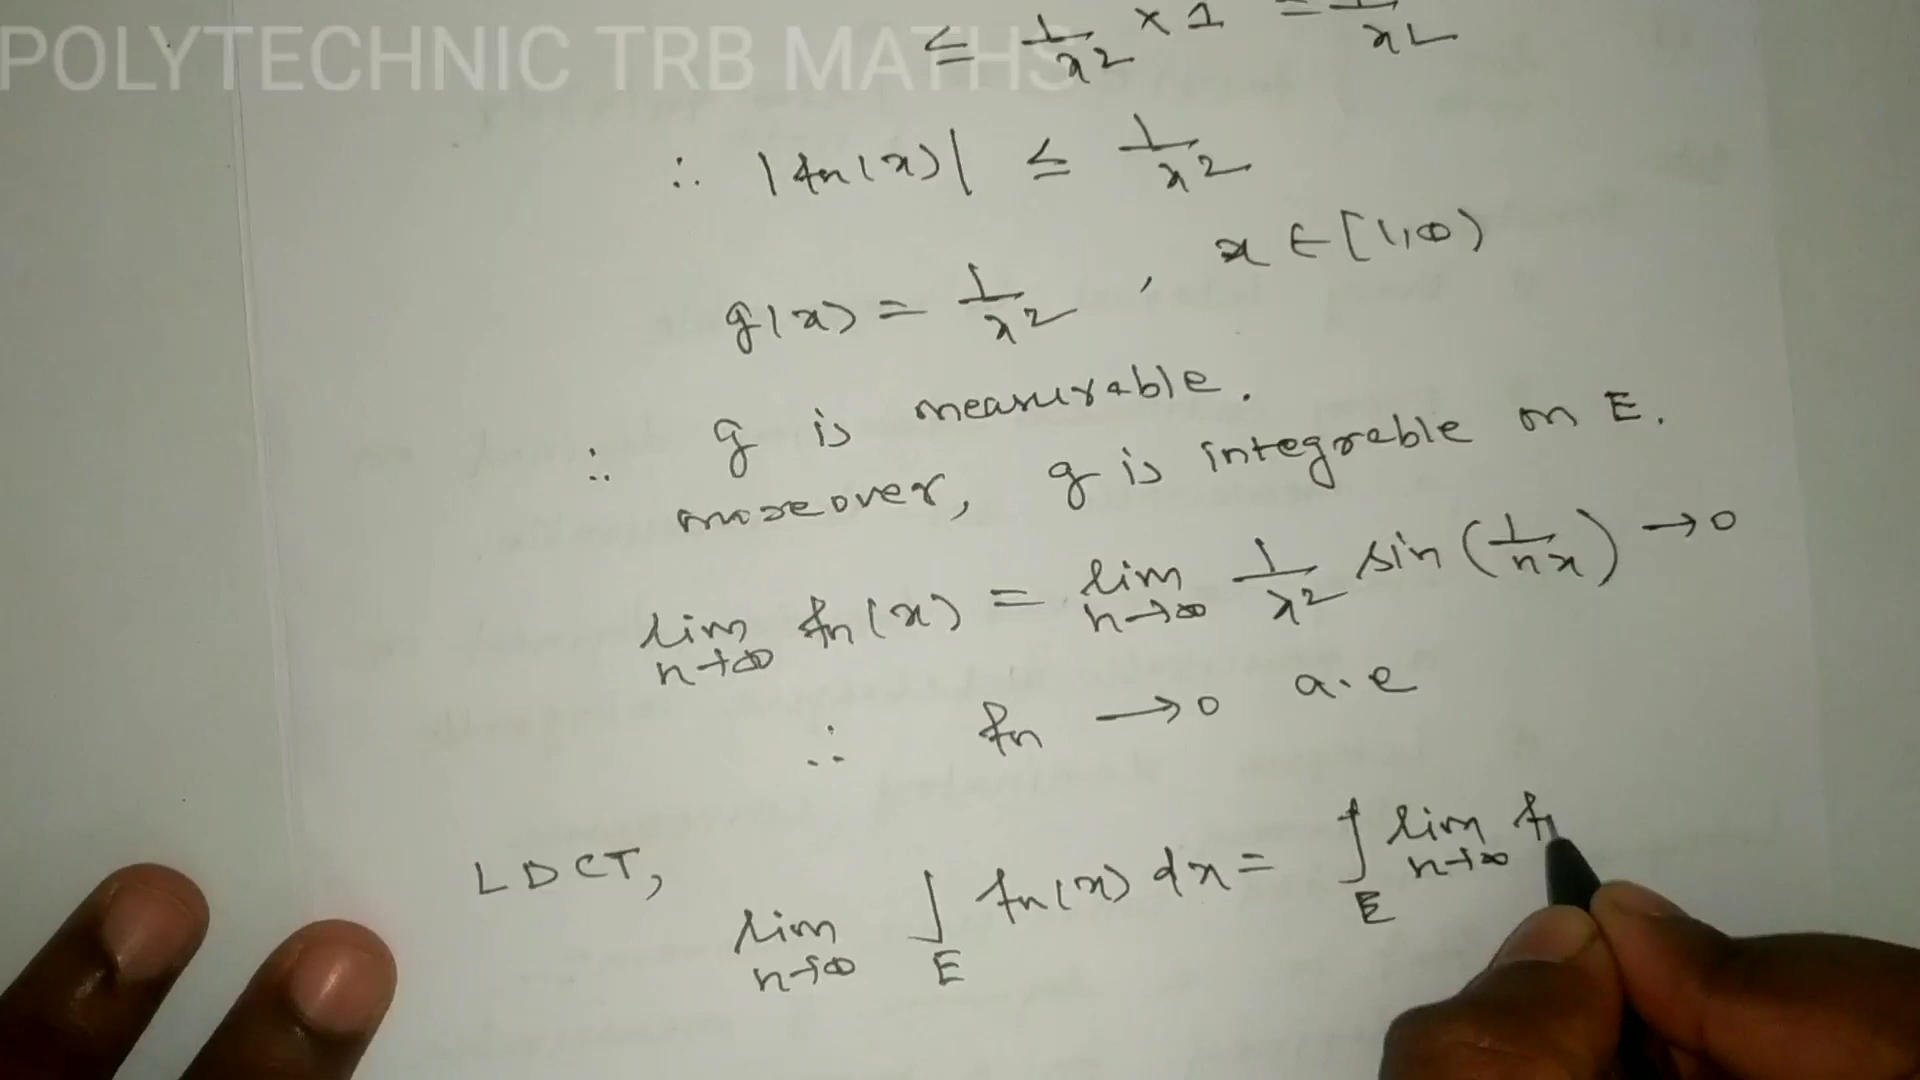 POLYTECHNIC TRB MATHS
≤ 1/x² × 1 = 1/x²
∴ |fn(x)| ≤ 1/x²
g(x) = 1/x² , x ∈ [1,∞)
∴ g is measurable.
moreover, g is integrable on E.
lim n→∞ fn(x) = lim n→∞ 1/x² sin(1/nx) → 0
∴ fn → 0 a.e
LDCT,
lim n→∞ ∫E fn(x) dx = ∫E lim n→∞ fn